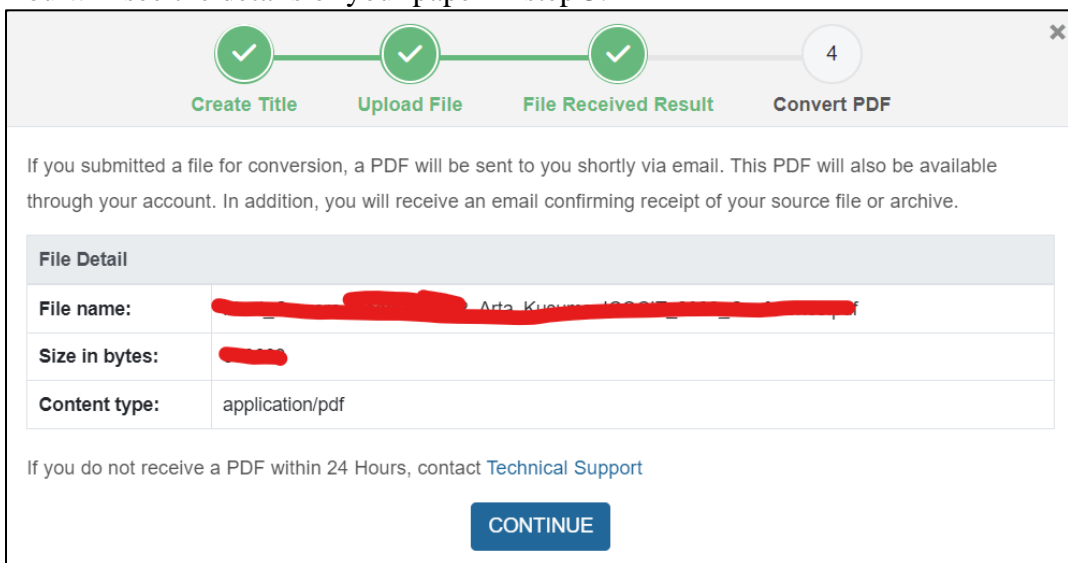 4
Create Title Upload File File Received Result Convert PDF
If you submitted a file for conversion, a PDF will be sent to you shortly via email. This PDF will also be available
through your account. In addition, you will receive an email confirming receipt of your source file or archive.
File Detail
File name:
Size in bytes:
Content type: application/pdf
If you do not receive a PDF within 24 Hours, contact Technical Support
CONTINUE